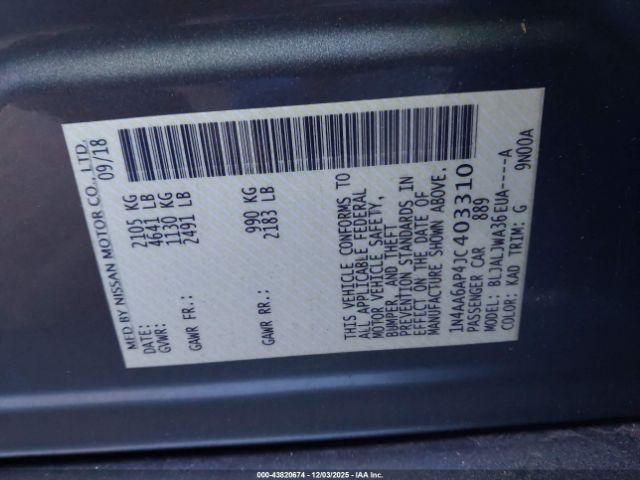 MFD BY NISSAN MOTOR CO., LTD.
DATE: 09/18
GVWR: 2105 KG
4641 LB
GAWR FR: 1130 KG
2491 LB
GAWR RR: 990 KG
2183 LB
THIS VEHICLE CONFORMS TO
ALL APPLICABLE FEDERAL
MOTOR VEHICLE SAFETY,
BUMPER, AND THEFT
PREVENTION STANDARDS IN
EFFECT ON THE DATE OF
MANUFACTURE SHOWN ABOVE.
1N4AA6AP4JC403310
PASSENGER CAR 889
MODEL: BLJALJWA36EUA----A
COLOR: KAD TRIM: G 9N00A
000-43820674 | 12/03/2025 | IAA Inc.